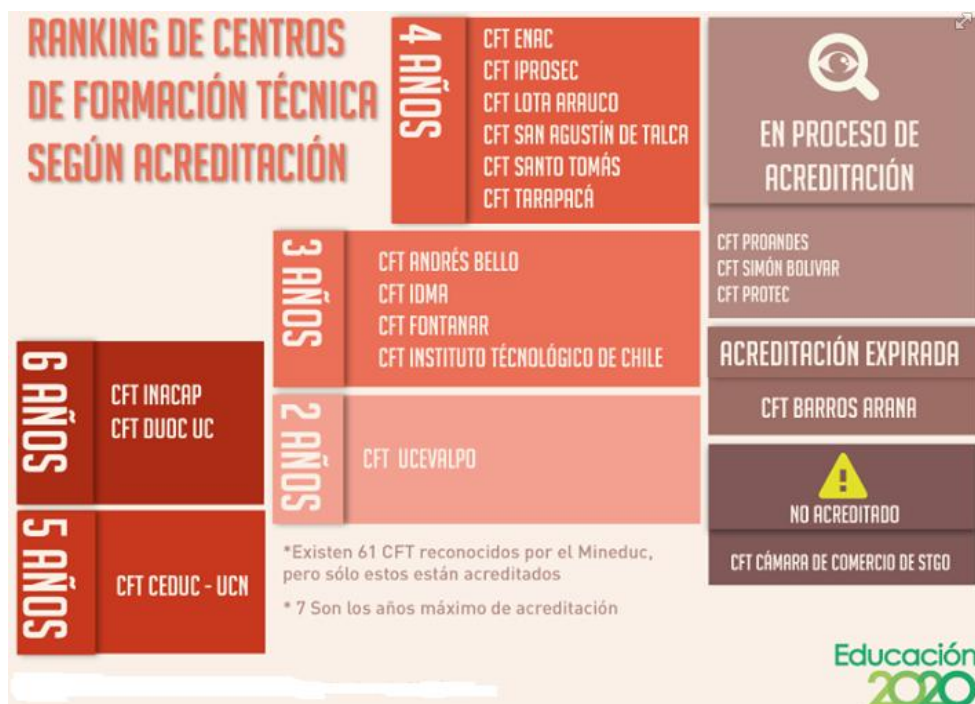 RANKING DE CENTROS
DE FORMACIÓN TÉCNICA
SEGÚN ACREDITACIÓN
6 AÑOS
CFT INACAP
CFT DUOC UC
5 AÑOS
CFT CEDUC - UCN
4 AÑOS
CFT ENAC
CFT IPROSEC
CFT LOTA ARAUCO
CFT SAN AGUSTÍN DE TALCA
CFT SANTO TOMÁS
CFT TARAPACÁ
3 AÑOS
CFT ANDRÉS BELLO
CFT IDMA
CFT FONTANAR
CFT INSTITUTO TÉCNOLÓGICO DE CHILE
2 AÑOS
CFT UCEVALPO
*Existen 61 CFT reconocidos por el Mineduc,
pero sólo estos están acreditados
* 7 Son los años máximo de acreditación
EN PROCESO DE
ACREDITACIÓN
CFT PROANDES
CFT SIMÓN BOLIVAR
CFT PROTEC
ACREDITACIÓN EXPIRADA
CFT BARROS ARANA
NO ACREDITADO
CFT CÁMARA DE COMERCIO DE STGO
Educación
2020